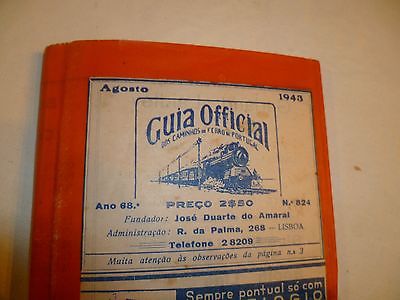 Agosto 1945
Guia Official
DOS CAMINHOS DE FERRO DE PORTUGAL
Ano 68.º PREÇO 2$50 N.º 824
Fundador: José Duarte do Amaral
Administração: R. da Palma, 268 — LISBOA
Telefone 28209
Muita atenção às observações da página n.º 3
Sempre pontual só com